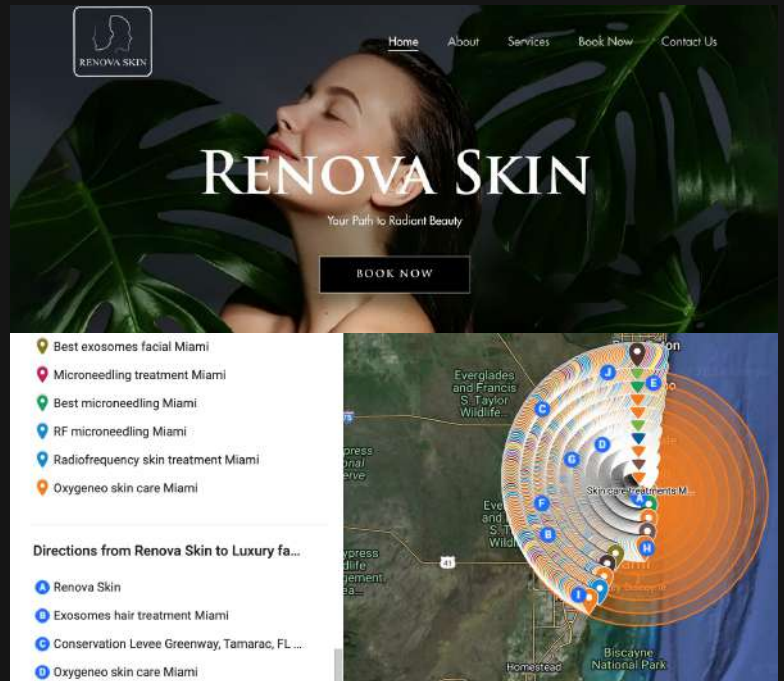 RENOVA SKIN
Home About Services Book Now Contact Us
RENOVA SKIN
Your Path to Radiant Beauty
BOOK NOW
Best exosomes facial Miami
Microneedling treatment Miami
Best microneedling Miami
RF microneedling Miami
Radiofrequency skin treatment Miami
Oxygeneo skin care Miami
Directions from Renova Skin to Luxury fa...
A Renova Skin
B Exosomes hair treatment Miami
C Conservation Levee Greenway, Tamarac, FL ...
D Oxygeneo skin care Miami
Everglades
and Francis
S. Taylor
Wildlife...
J
E
C
D
G
Skin care treatments M...
A
F
B
H
41
I
Biscayne
National Park
Homestead